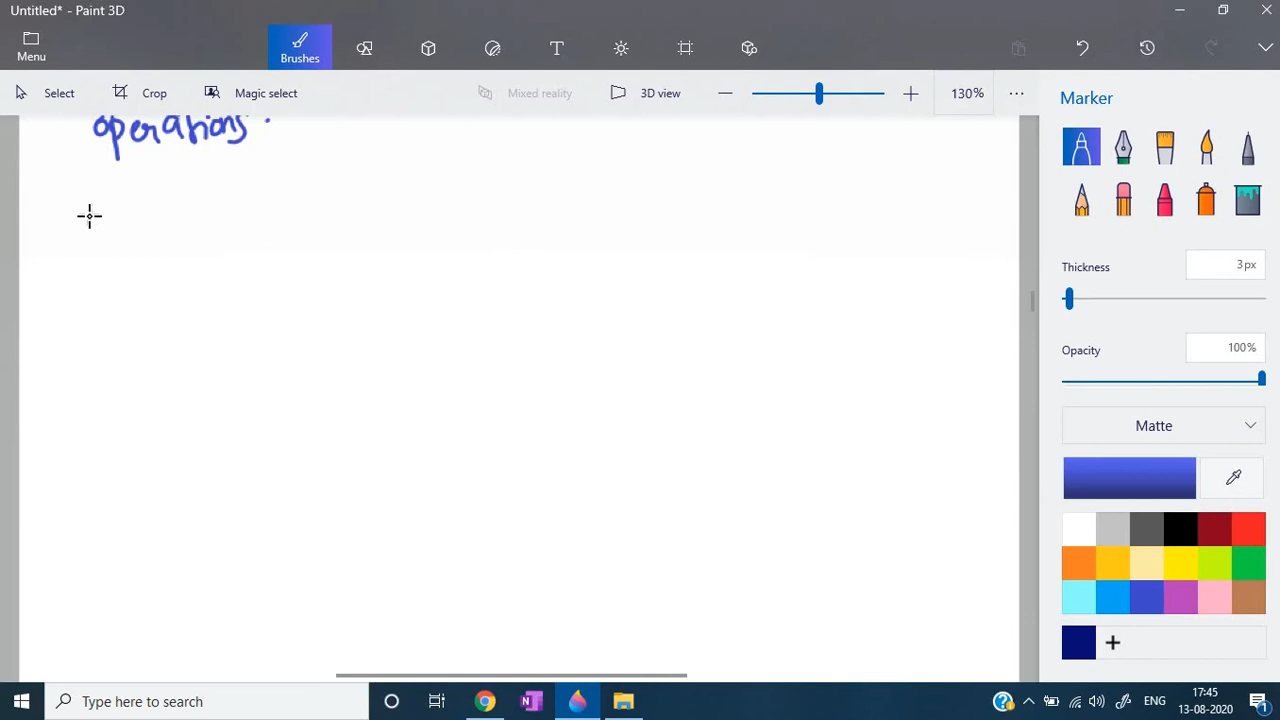 Untitled* - Paint 3D
Menu
Brushes
Select
Crop
Magic select
Mixed reality
3D view
130%
Marker
operations.
Thickness
3px
Opacity
100%
Matte
Type here to search
ENG
17:45
13-08-2020
1